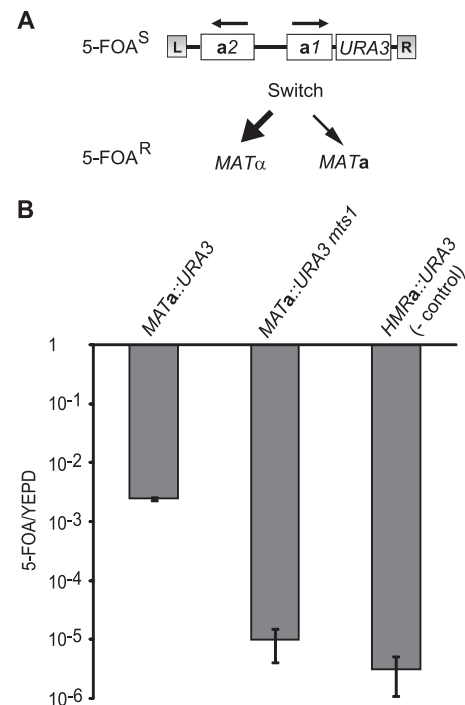 A
5-FOA^S
L a2 a1 URA3 R
Switch
5-FOA^R
MATα MATa
B
MATa::URA3
MATa::URA3 mts1
HMRa::URA3
(- control)
1
10^-1
10^-2
10^-3
10^-4
10^-5
10^-6
5-FOA/YEPD